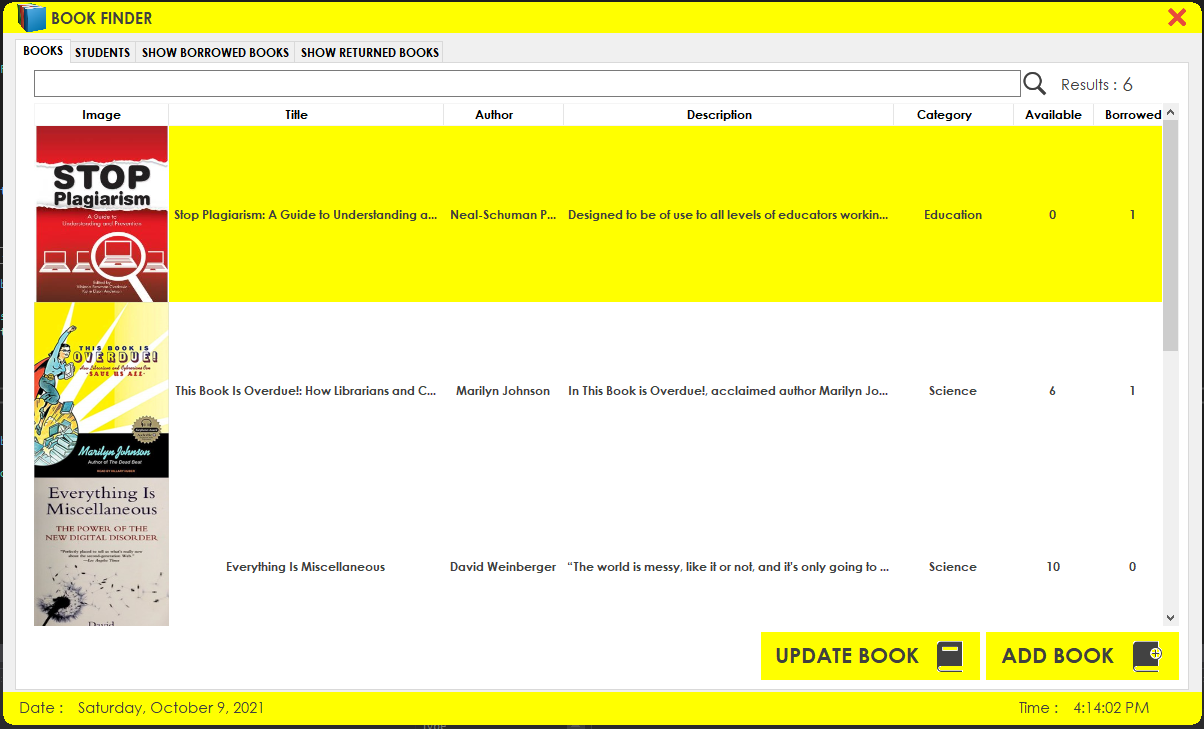 BOOK FINDER
BOOKS STUDENTS SHOW BORROWED BOOKS SHOW RETURNED BOOKS
Results : 6
Image Title Author Description Category Available Borrowed
STOP
Plagiarism
A Guide to
Understanding and Prevention
Edited by
Stop Plagiarism: A Guide to Understanding a... Neal-Schuman P... Designed to be of use to all levels of educators workin... Education 0 1
THIS BOOK IS
OVERDUE!
How Librarians and Cybrarians Can
SAVE US ALL
Marilyn Johnson
Author of The Dead Beat
This Book Is Overdue!: How Librarians and C... Marilyn Johnson In This Book is Overdue!, acclaimed author Marilyn Jo... Science 6 1
Everything Is
Miscellaneous
THE POWER OF THE
NEW DIGITAL DISORDER
David
Everything Is Miscellaneous David Weinberger “The world is messy, like it or not, and it's only going to ... Science 10 0
UPDATE BOOK ADD BOOK
Date : Saturday, October 9, 2021 Time : 4:14:02 PM